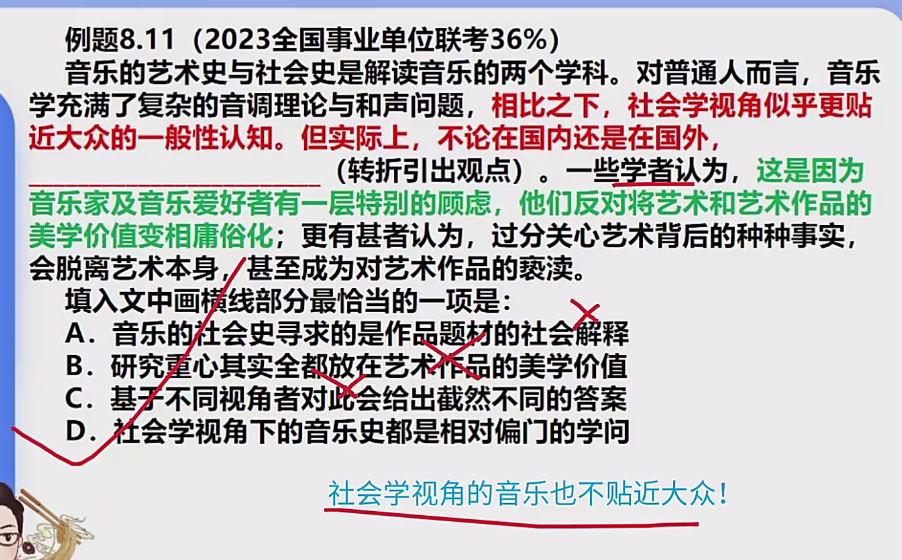 例题8.11（2023全国事业单位联考36%）
音乐的艺术史与社会史是解读音乐的两个学科。对普通人而言，音乐
学充满了复杂的音调理论与和声问题，相比之下，社会学视角似乎更贴
近大众的一般性认知。但实际上，不论在国内还是在国外，
____________________（转折引出观点）。一些学者认为，这是因为
音乐家及音乐爱好者有一层特别的顾虑，他们反对将艺术和艺术作品的
美学价值变相庸俗化；更有甚者认为，过分关心艺术背后的种种事实，
会脱离艺术本身，甚至成为对艺术作品的亵渎。
填入文中画横线部分最恰当的一项是：
A．音乐的社会史寻求的是作品题材的社会解释
B．研究重心其实全都放在艺术作品的美学价值
C．基于不同视角者对此会给出截然不同的答案
D．社会学视角下的音乐史都是相对偏门的学问
社会学视角的音乐也不贴近大众！